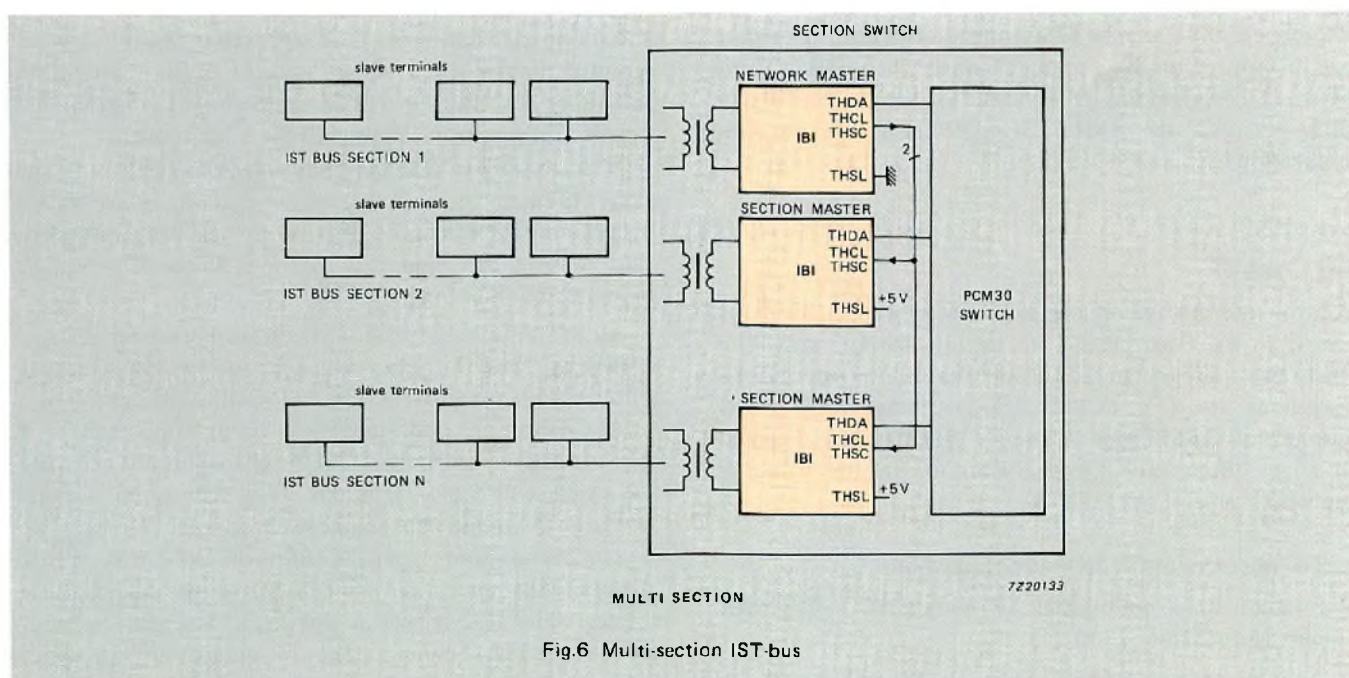 SECTION SWITCH
slave terminals
NETWORK MASTER
THDA
THCL
THSC
IBI
2
THSL
IST BUS SECTION 1
slave terminals
SECTION MASTER
THDA
THCL
THSC
IBI
THSL
+5V
IST BUS SECTION 2
PCM30
SWITCH
slave terminals
SECTION MASTER
THDA
THCL
THSC
IBI
THSL
+5V
IST BUS SECTION N
7Z20133
MULTI SECTION
Fig.6 Multi-section IST-bus